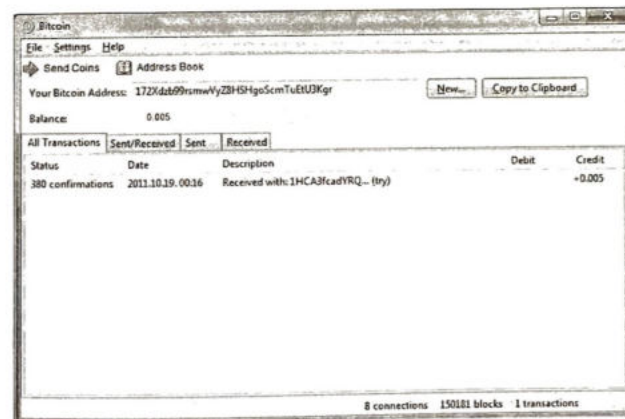 Bitcoin
File Settings Help
Send Coins Address Book
Your Bitcoin Address: New... Copy to Clipboard
Balance: 0.005
All Transactions Sent/Received Sent Received
Status Date Description Debit Credit
380 confirmations 2011.10.19. 00:16 Received with: 1HCA3fcadYRQ... (try) +0.005
8 connections 150181 blocks 1 transactions